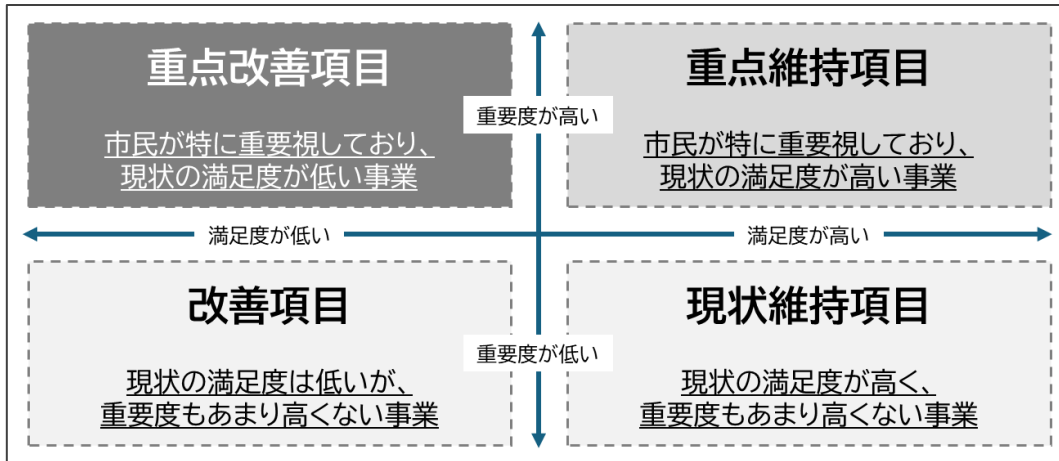 重点改善項目
市民が特に重要視しており、
現状の満足度が低い事業
重要度が高い
重点維持項目
市民が特に重要視しており、
現状の満足度が高い事業
満足度が低い
満足度が高い
改善項目
現状の満足度は低いが、
重要度もあまり高くない事業
重要度が低い
現状維持項目
現状の満足度が高く、
重要度もあまり高くない事業